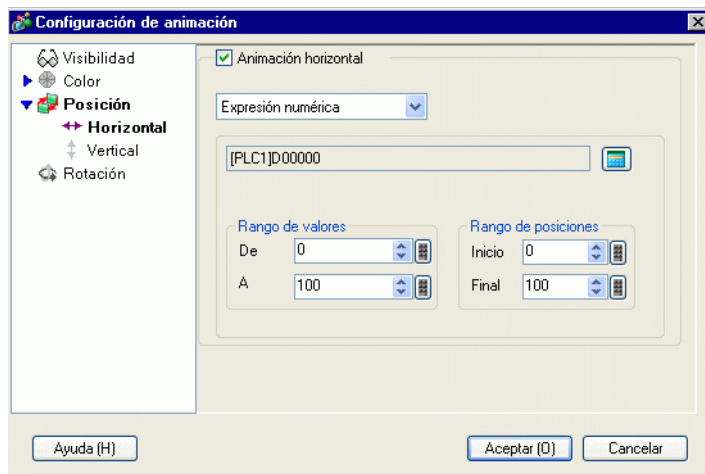 Configuración de animación
Visibilidad
Color
Posición
Horizontal
Vertical
Rotación
Animación horizontal
Expresión numérica
[PLC1]D00000
Rango de valores
De 0
A 100
Rango de posiciones
Inicio 0
Final 100
Ayuda (H)
Aceptar (O)
Cancelar